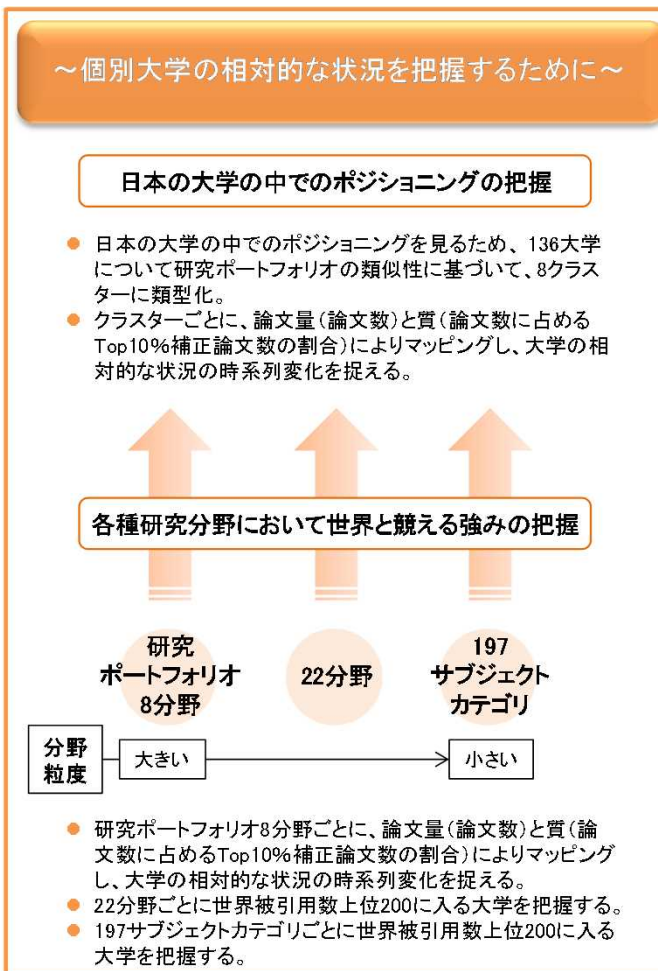 ～個別大学の相対的な状況を把握するために～
日本の大学の中でのポジショニングの把握
● 日本の大学の中でのポジショニングを見るため、136大学
について研究ポートフォリオの類似性に基づいて、8クラス
ターに類型化。
● クラスターごとに、論文量(論文数)と質(論文数に占める
Top10%補正論文数の割合)によりマッピングし、大学の相
対的な状況の時系列変化を捉える。
各種研究分野において世界と競える強みの把握
研究
ポートフォリオ
8分野
22分野
197
サブジェクト
カテゴリ
分野
粒度
大きい
小さい
● 研究ポートフォリオ8分野ごとに、論文量(論文数)と質(論
文数に占めるTop10%補正論文数の割合)によりマッピング
し、大学の相対的な状況の時系列変化を捉える。
● 22分野ごとに世界被引用数上位200に入る大学を把握する。
● 197サブジェクトカテゴリごとに世界被引用数上位200に入る
大学を把握する。